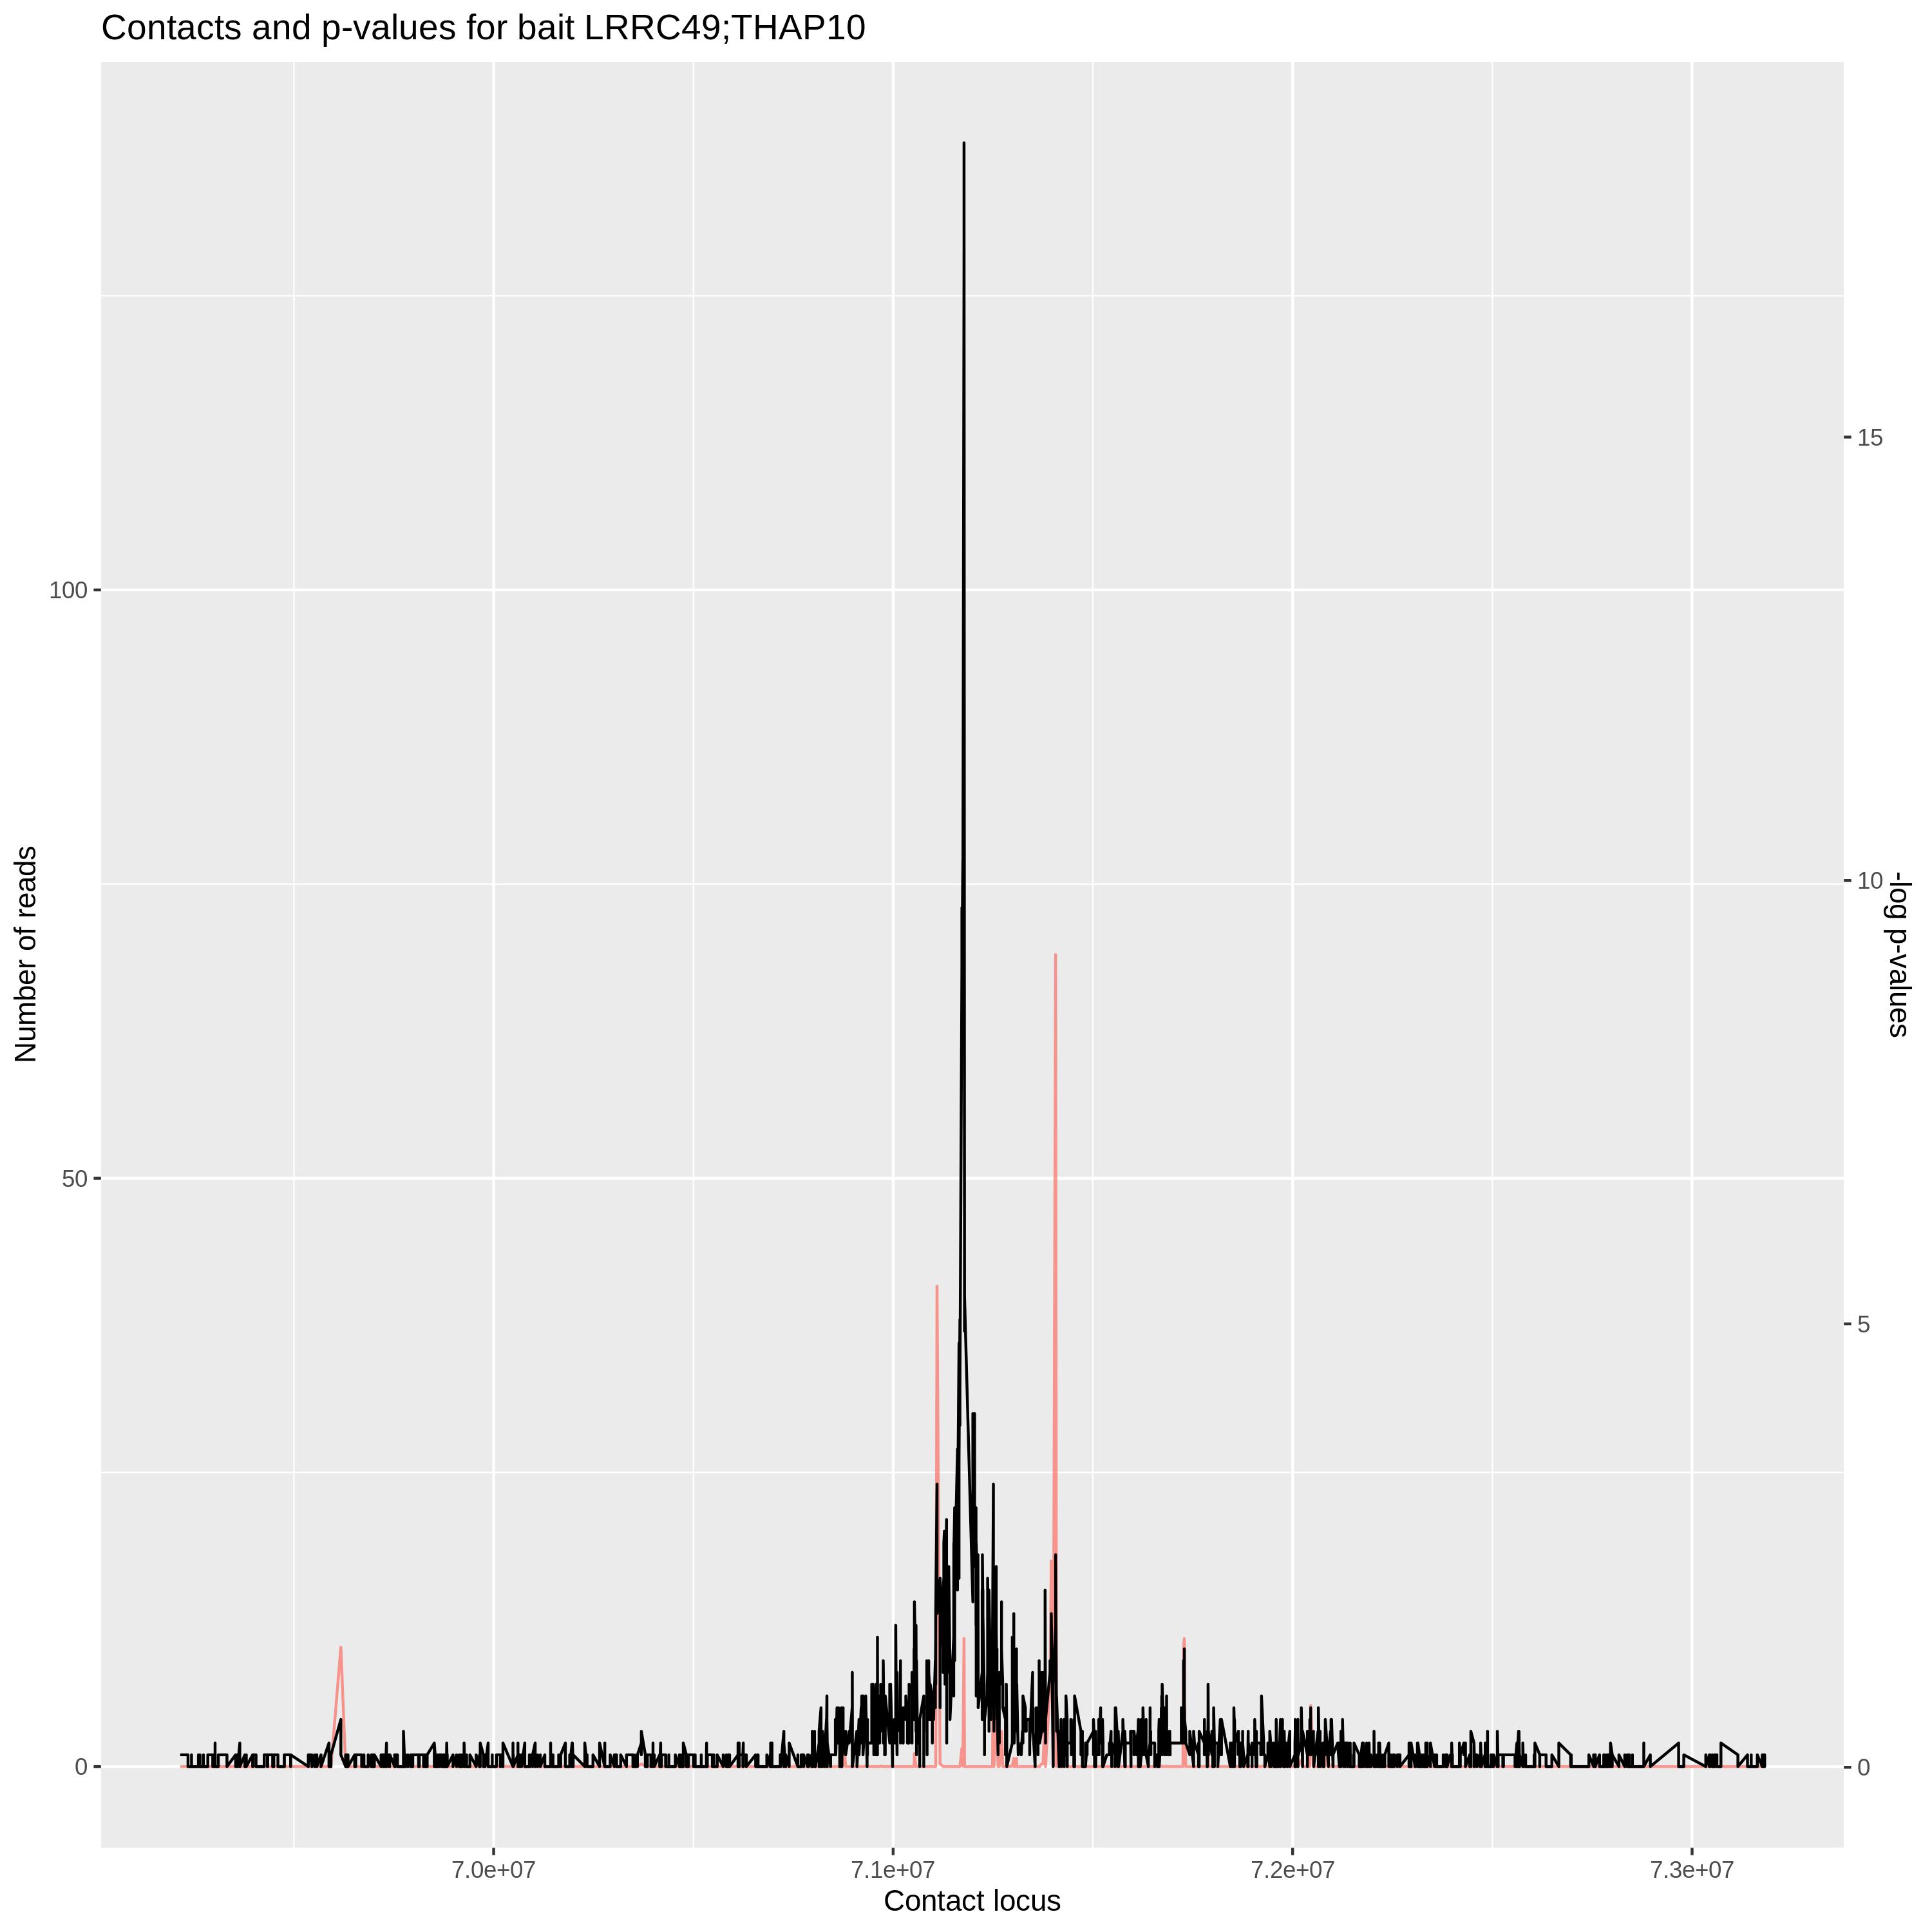 Contacts and p-values for bait LRRC49;THAP10
Number of reads
100
50
0
15
10
5
0
-log p-values
7.0e+07 7.1e+07 7.2e+07 7.3e+07
Contact locus